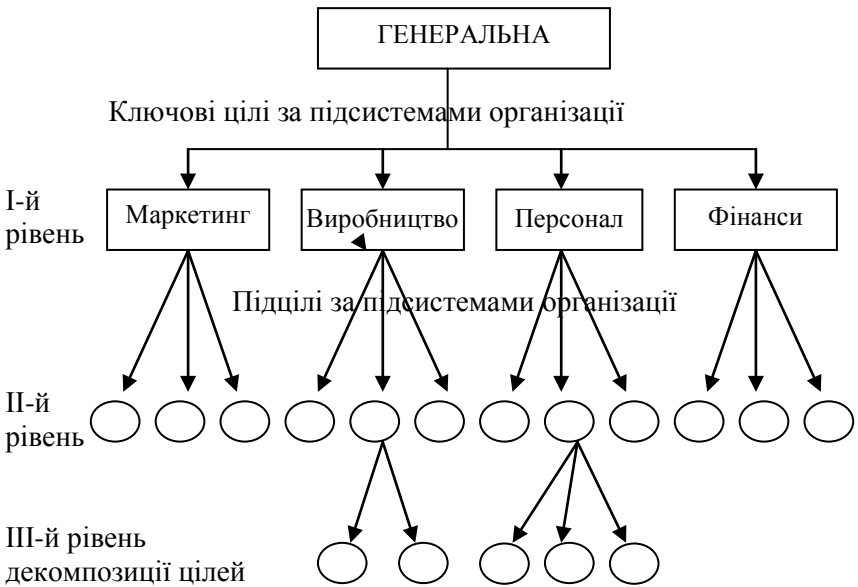 ГЕНЕРАЛЬНА
Ключові цілі за підсистемами організації
І-й
рівень
Маркетинг
Виробництво
Персонал
Фінанси
Підцілі за підсистемами організації
ІІ-й
рівень
ІІІ-й рівень
декомпозиції цілей